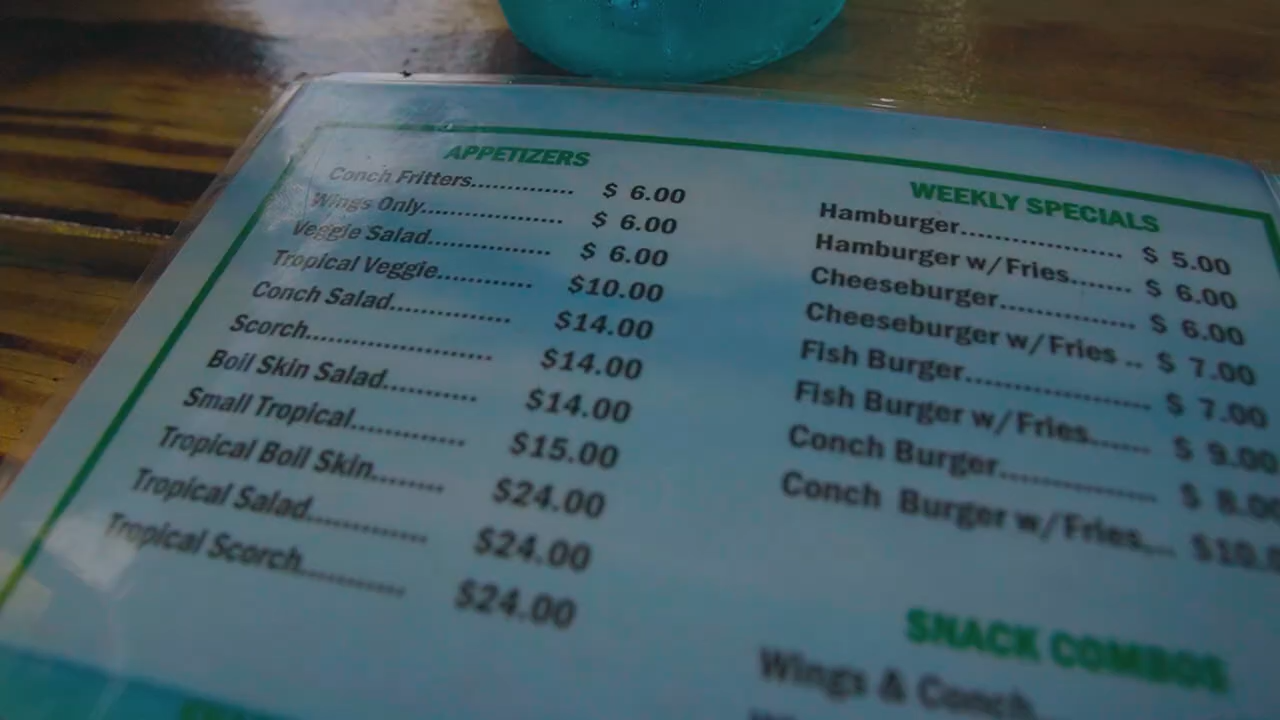 APPETIZERS
Conch Fritters.............. $ 6.00
Wings Only................... $ 6.00
Veggie Salad................ $ 6.00
Tropical Veggie............ $10.00
Conch Salad............... $14.00
Scorch........................ $14.00
Boil Skin Salad............ $14.00
Small Tropical.............. $15.00
Tropical Boil Skin......... $24.00
Tropical Salad............. $24.00
Tropical Scorch............ $24.00
WEEKLY SPECIALS
Hamburger...................... $ 5.00
Hamburger w/Fries....... $ 6.00
Cheeseburger................ $ 6.00
Cheeseburger w/Fries .. $ 7.00
Fish Burger..................... $ 7.00
Fish Burger w/Fries....... $ 9.00
Conch Burger.................. $ 8.00
Conch Burger w/Fries.... $10.0
SNACK COMBOS
Wings & Conch